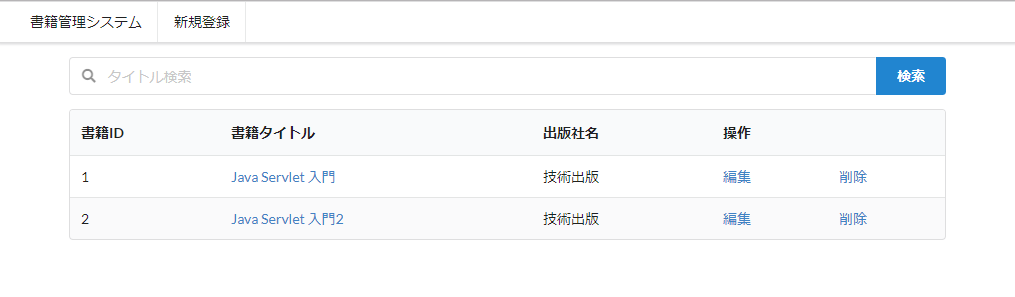 書籍管理システム 新規登録
タイトル検索 検索
書籍ID 書籍タイトル 出版社名 操作
1 Java Servlet 入門 技術出版 編集 削除
2 Java Servlet 入門2 技術出版 編集 削除